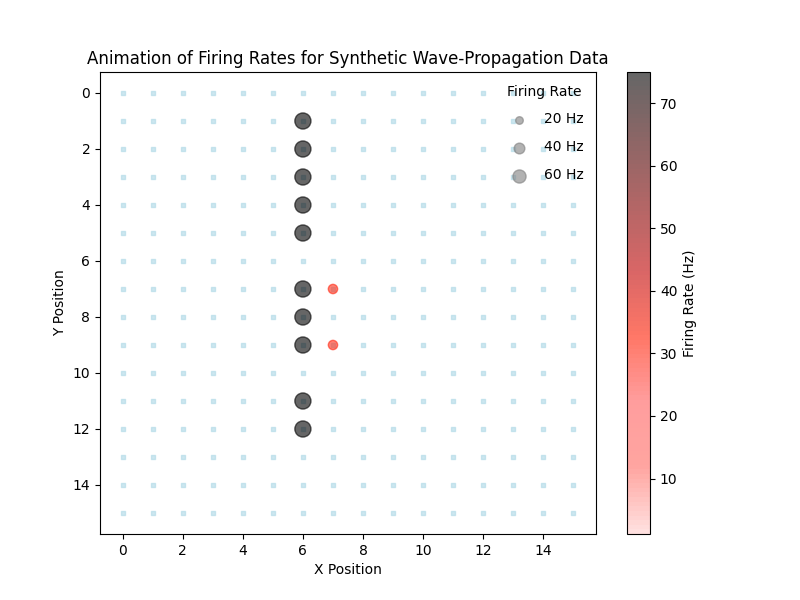 Animation of Firing Rates for Synthetic Wave-Propagation Data
Firing Rate
20 Hz
40 Hz
60 Hz
0
2
4
6
8
10
12
14
Y Position
0 2 4 6 8 10 12 14
X Position
70
60
50
40
30
20
10
Firing Rate (Hz)